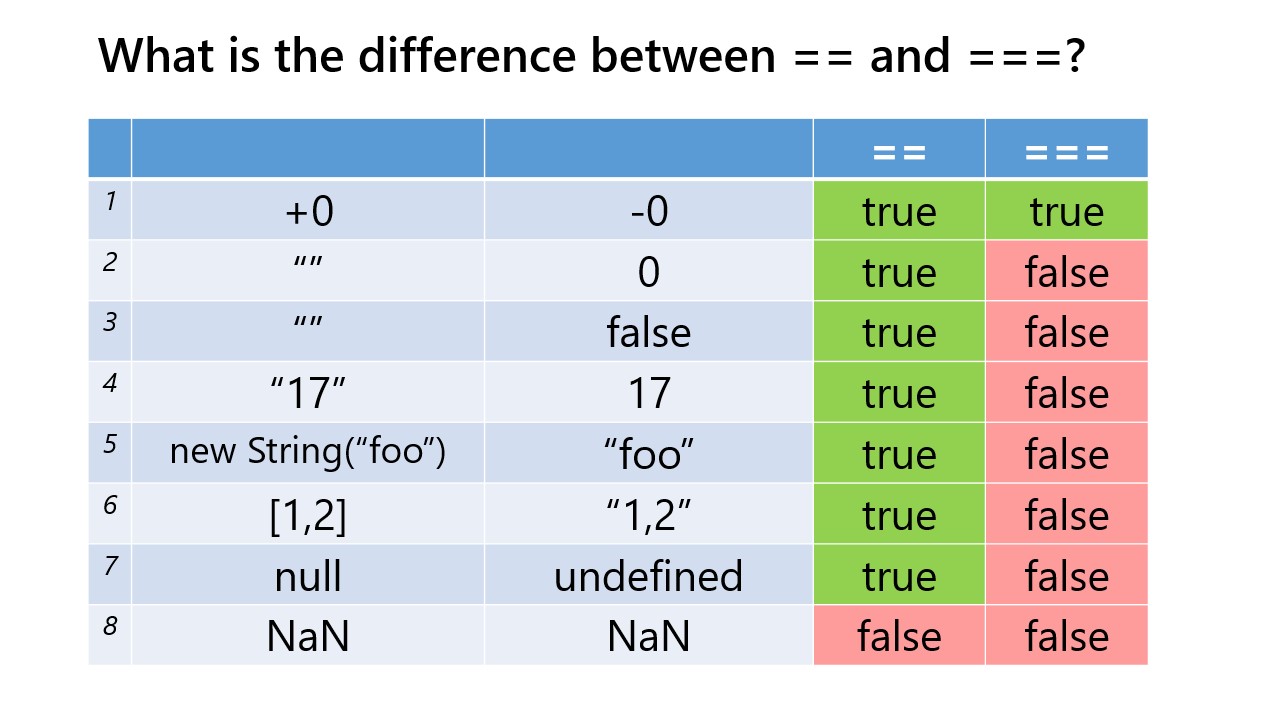 What is the difference between == and ===?
== ===
1 +0 -0 true true
2 “” 0 true false
3 “” false true false
4 “17” 17 true false
5 new String(“foo”) “foo” true false
6 [1,2] “1,2” true false
7 null undefined true false
8 NaN NaN false false